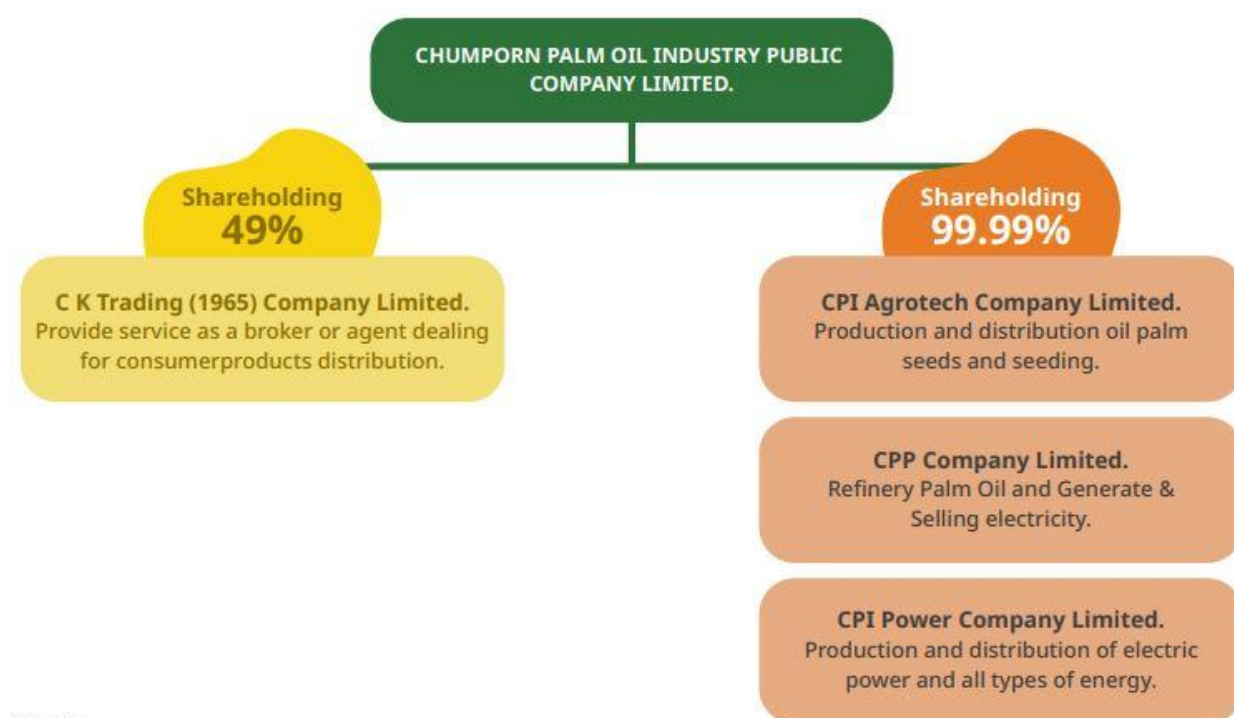 CHUMPORN PALM OIL INDUSTRY PUBLIC
COMPANY LIMITED.
Shareholding
49%
C K Trading (1965) Company Limited.
Provide service as a broker or agent dealing
for consumerproducts distribution.
Shareholding
99.99%
CPI Agrotech Company Limited.
Production and distribution oil palm
seeds and seeding.
CPP Company Limited.
Refinery Palm Oil and Generate &
Selling electricity.
CPI Power Company Limited.
Production and distribution of electric
power and all types of energy.